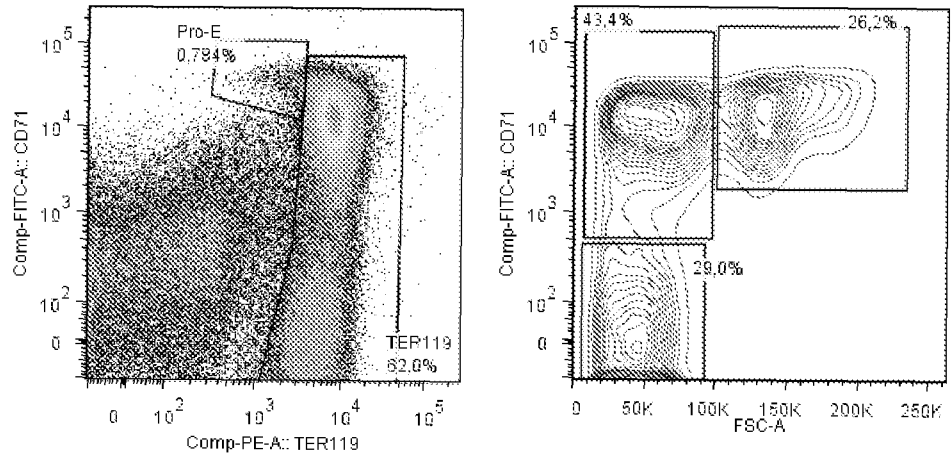 Pro-E
0.784%
10^5
10^4
10^3
10^2
0
Comp-FITC-A:: CD71
TER119
62.0%
0
10^2
10^3
10^4
10^5
Comp-PE-A:: TER119
43.4%
26.2%
10^5
10^4
10^3
10^2
0
Comp-FITC-A:: CD71
29.0%
0
50K
100K
150K
200K
250K
FSC-A